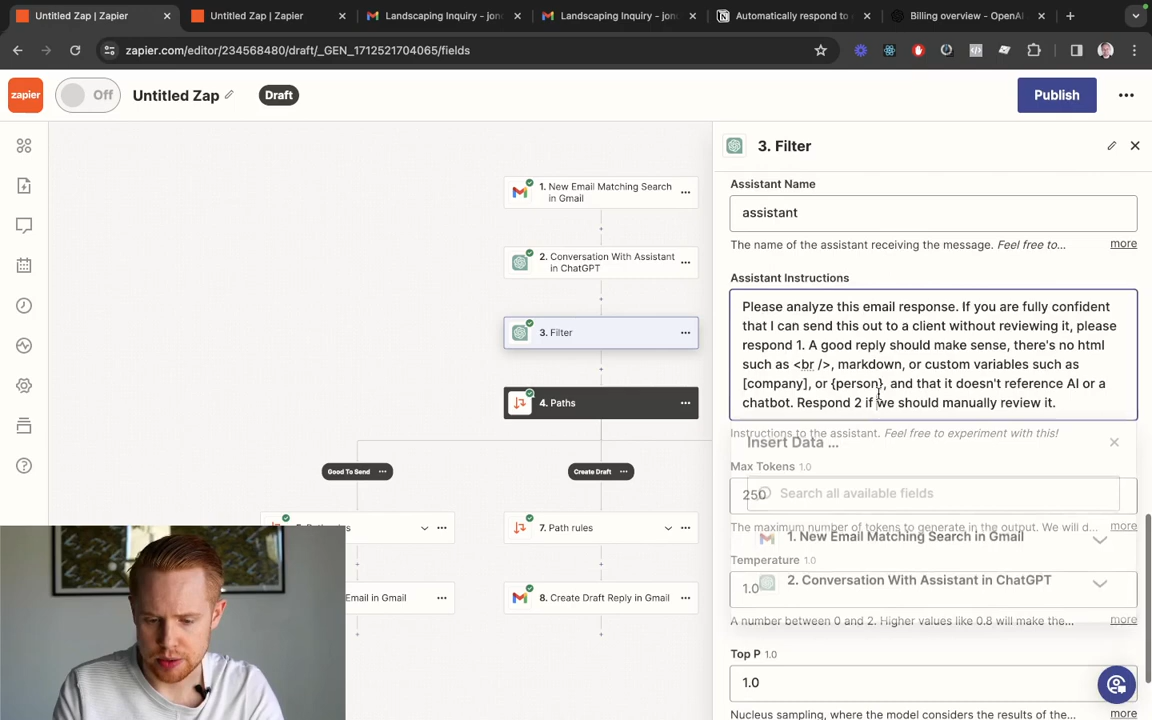 Untitled Zap | Zapier
Untitled Zap | Zapier
Landscaping Inquiry - jon
Landscaping Inquiry - jon
Automatically respond to
Billing overview - OpenAI
zapier.com/editor/234568480/draft/_GEN_1712521704065/fields
zapier
Off
Untitled Zap
Draft
Publish
3. Filter
Assistant Name
assistant
The name of the assistant receiving the message. Feel free to...
more
Assistant Instructions
Please analyze this email response. If you are fully confident
that I can send this out to a client without reviewing it, please
respond 1. A good reply should make sense, there's no html
such as <br />, markdown, or custom variables such as
[company], or {person}, and that it doesn't reference AI or a
chatbot. Respond 2 if we should manually review it.
Instructions to the assistant. Feel free to experiment with this!
Insert Data ...
Max Tokens 1.0
250
Search all available fields
The maximum number of tokens to generate in the output. We will d...
more
1. New Email Matching Search in Gmail
Temperature 1.0
1.0
2. Conversation With Assistant in ChatGPT
A number between 0 and 2. Higher values like 0.8 will make the...
more
Top P 1.0
1.0
Nucleus sampling, where the model considers the results of the...
more
1. New Email Matching Search
in Gmail
2. Conversation With Assistant
in ChatGPT
3. Filter
4. Paths
Good To Send
Create Draft
7. Path rules
Email in Gmail
8. Create Draft Reply in Gmail